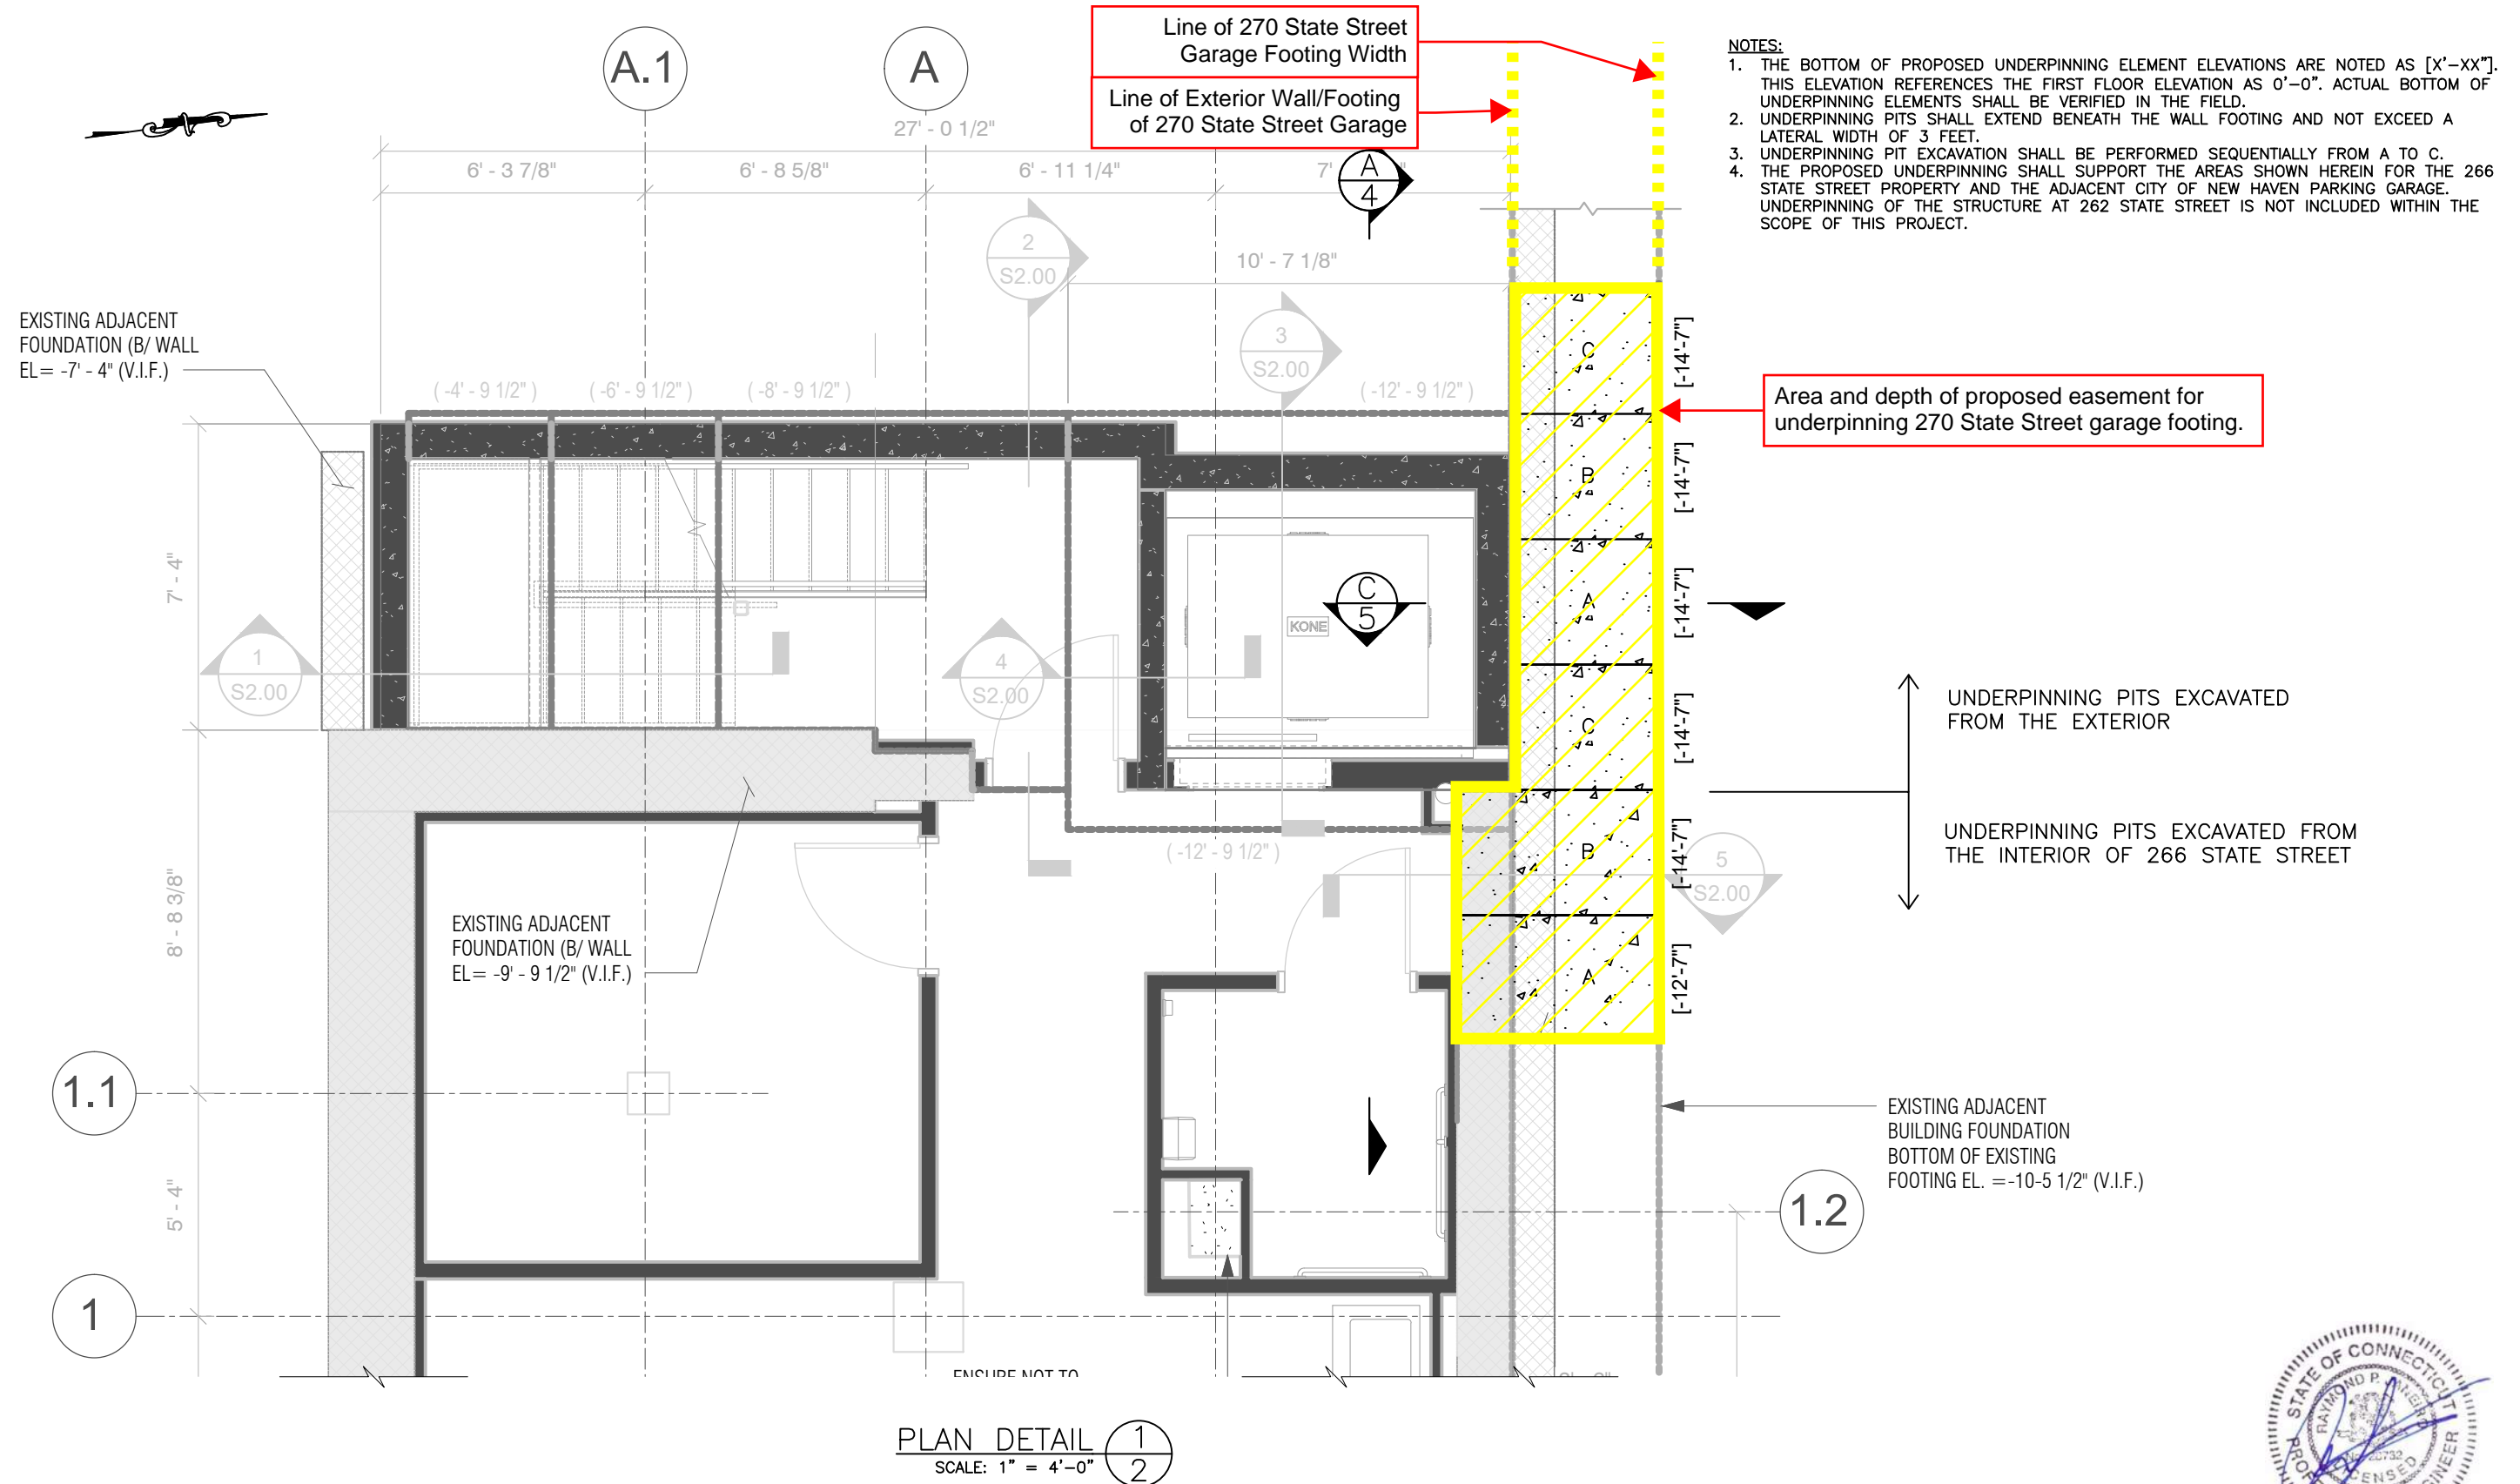 A.1
A
Line of 270 State Street
Garage Footing Width
Line of Exterior Wall/Footing
of 270 State Street Garage
NOTES:
1. THE BOTTOM OF PROPOSED UNDERPINNING ELEMENT ELEVATIONS ARE NOTED AS [X'-XX"].
THIS ELEVATION REFERENCES THE FIRST FLOOR ELEVATION AS 0'-0". ACTUAL BOTTOM OF
UNDERPINNING ELEMENTS SHALL BE VERIFIED IN THE FIELD.
2. UNDERPINNING PITS SHALL EXTEND BENEATH THE WALL FOOTING AND NOT EXCEED A
LATERAL WIDTH OF 3 FEET.
3. UNDERPINNING PIT EXCAVATION SHALL BE PERFORMED SEQUENTIALLY FROM A TO C.
4. THE PROPOSED UNDERPINNING SHALL SUPPORT THE AREAS SHOWN HEREIN FOR THE 266
STATE STREET PROPERTY AND THE ADJACENT CITY OF NEW HAVEN PARKING GARAGE.
UNDERPINNING OF THE STRUCTURE AT 262 STATE STREET IS NOT INCLUDED WITHIN THE
SCOPE OF THIS PROJECT.
27' - 0 1/2"
6' - 3 7/8"
6' - 8 5/8"
6' - 11 1/4"
7'
A
4
2
S2.00
10' - 7 1/8"
3
S2.00
EXISTING ADJACENT
FOUNDATION (B/ WALL
EL= -7' - 4" (V.I.F.)
( -4' - 9 1/2" )
( -6' - 9 1/2" )
( -8' - 9 1/2" )
( -12' - 9 1/2" )
C
[-14'-7"]
Area and depth of proposed easement for
underpinning 270 State Street garage footing.
B
[-14'-7"]
7' - 4"
A
[-14'-7"]
C
5
KONE
1
S2.00
4
S2.00
C
[-14'-7"]
UNDERPINNING PITS EXCAVATED
FROM THE EXTERIOR
UNDERPINNING PITS EXCAVATED FROM
THE INTERIOR OF 266 STATE STREET
B
[-14'-7"]
( -12' - 9 1/2" )
5
S2.00
8' - 8 3/8"
EXISTING ADJACENT
FOUNDATION (B/ WALL
EL= -9' - 9 1/2" (V.I.F.)
A
[-12'-7"]
1.1
EXISTING ADJACENT
BUILDING FOUNDATION
BOTTOM OF EXISTING
FOOTING EL. =-10-5 1/2" (V.I.F.)
5' - 4"
1.2
1
ENSURE NOT TO
STATE OF CONNECTICUT
RAYMOND P. JANEIRO
LICENSED
PLAN DETAIL
1
2
SCALE: 1" = 4'-0"